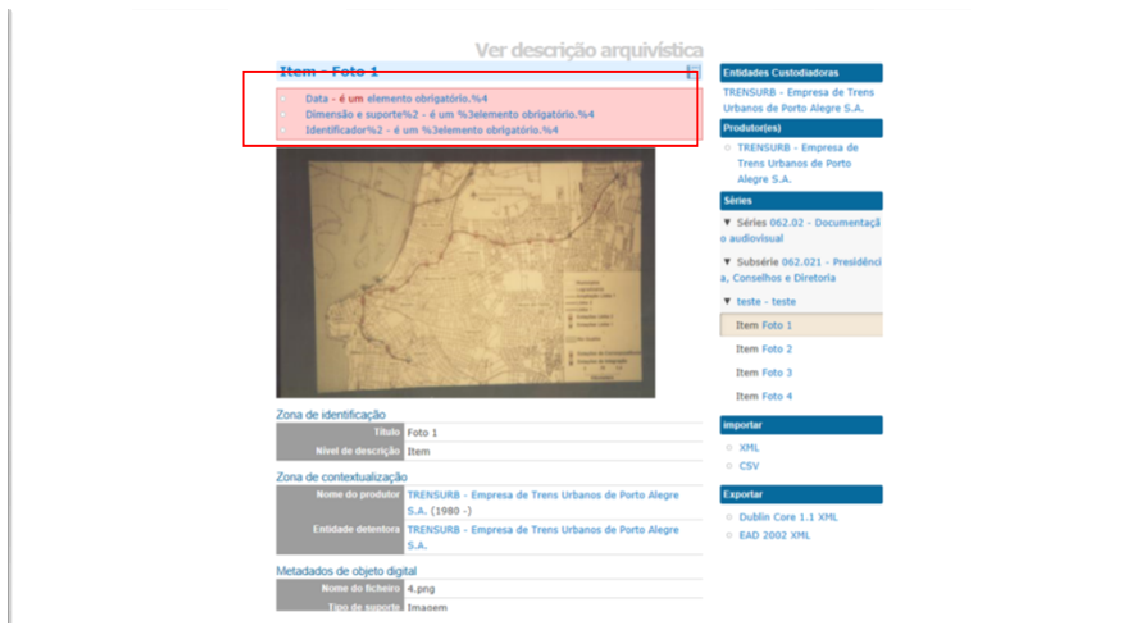 Ver descrição arquivística
Item - Foto 1
Data - é um elemento obrigatório.%4
Dimensão e suporte%2 - é um %3elemento obrigatório.%4
Identificador%2 - é um %3elemento obrigatório.%4
Zona de identificação
Título Foto 1
Nível de descrição Item
Zona de contextualização
Nome do produtor TRENSURB - Empresa de Trens Urbanos de Porto Alegre
S.A. (1980 -)
Entidade detentora TRENSURB - Empresa de Trens Urbanos de Porto Alegre
S.A.
Metadados de objeto digital
Nome do ficheiro 4.png
Tipo de suporte Imagem
Entidades Custodiadoras
TRENSURB - Empresa de Trens
Urbanos de Porto Alegre S.A.
Produtor(es)
TRENSURB - Empresa de
Trens Urbanos de Porto
Alegre S.A.
Séries
Séries 062.02 - Documentaçã
o audiovisual
Subsérie 062.021 - Presidênci
a, Conselhos e Diretoria
teste - teste
Item Foto 1
Item Foto 2
Item Foto 3
Item Foto 4
importar
XML
CSV
Exportar
Dublin Core 1.1 XML
EAD 2002 XML